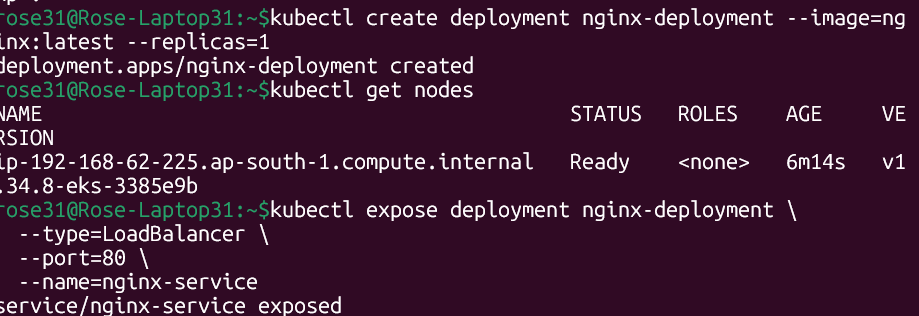 rose31@Rose-Laptop31:~$kubectl create deployment nginx-deployment --image=ng
inx:latest --replicas=1
deployment.apps/nginx-deployment created
rose31@Rose-Laptop31:~$kubectl get nodes
NAME STATUS ROLES AGE VE
RSION
ip-192-168-62-225.ap-south-1.compute.internal Ready <none> 6m14s v1
.34.8-eks-3385e9b
rose31@Rose-Laptop31:~$kubectl expose deployment nginx-deployment \
--type=LoadBalancer \
--port=80 \
--name=nginx-service
service/nginx-service exposed